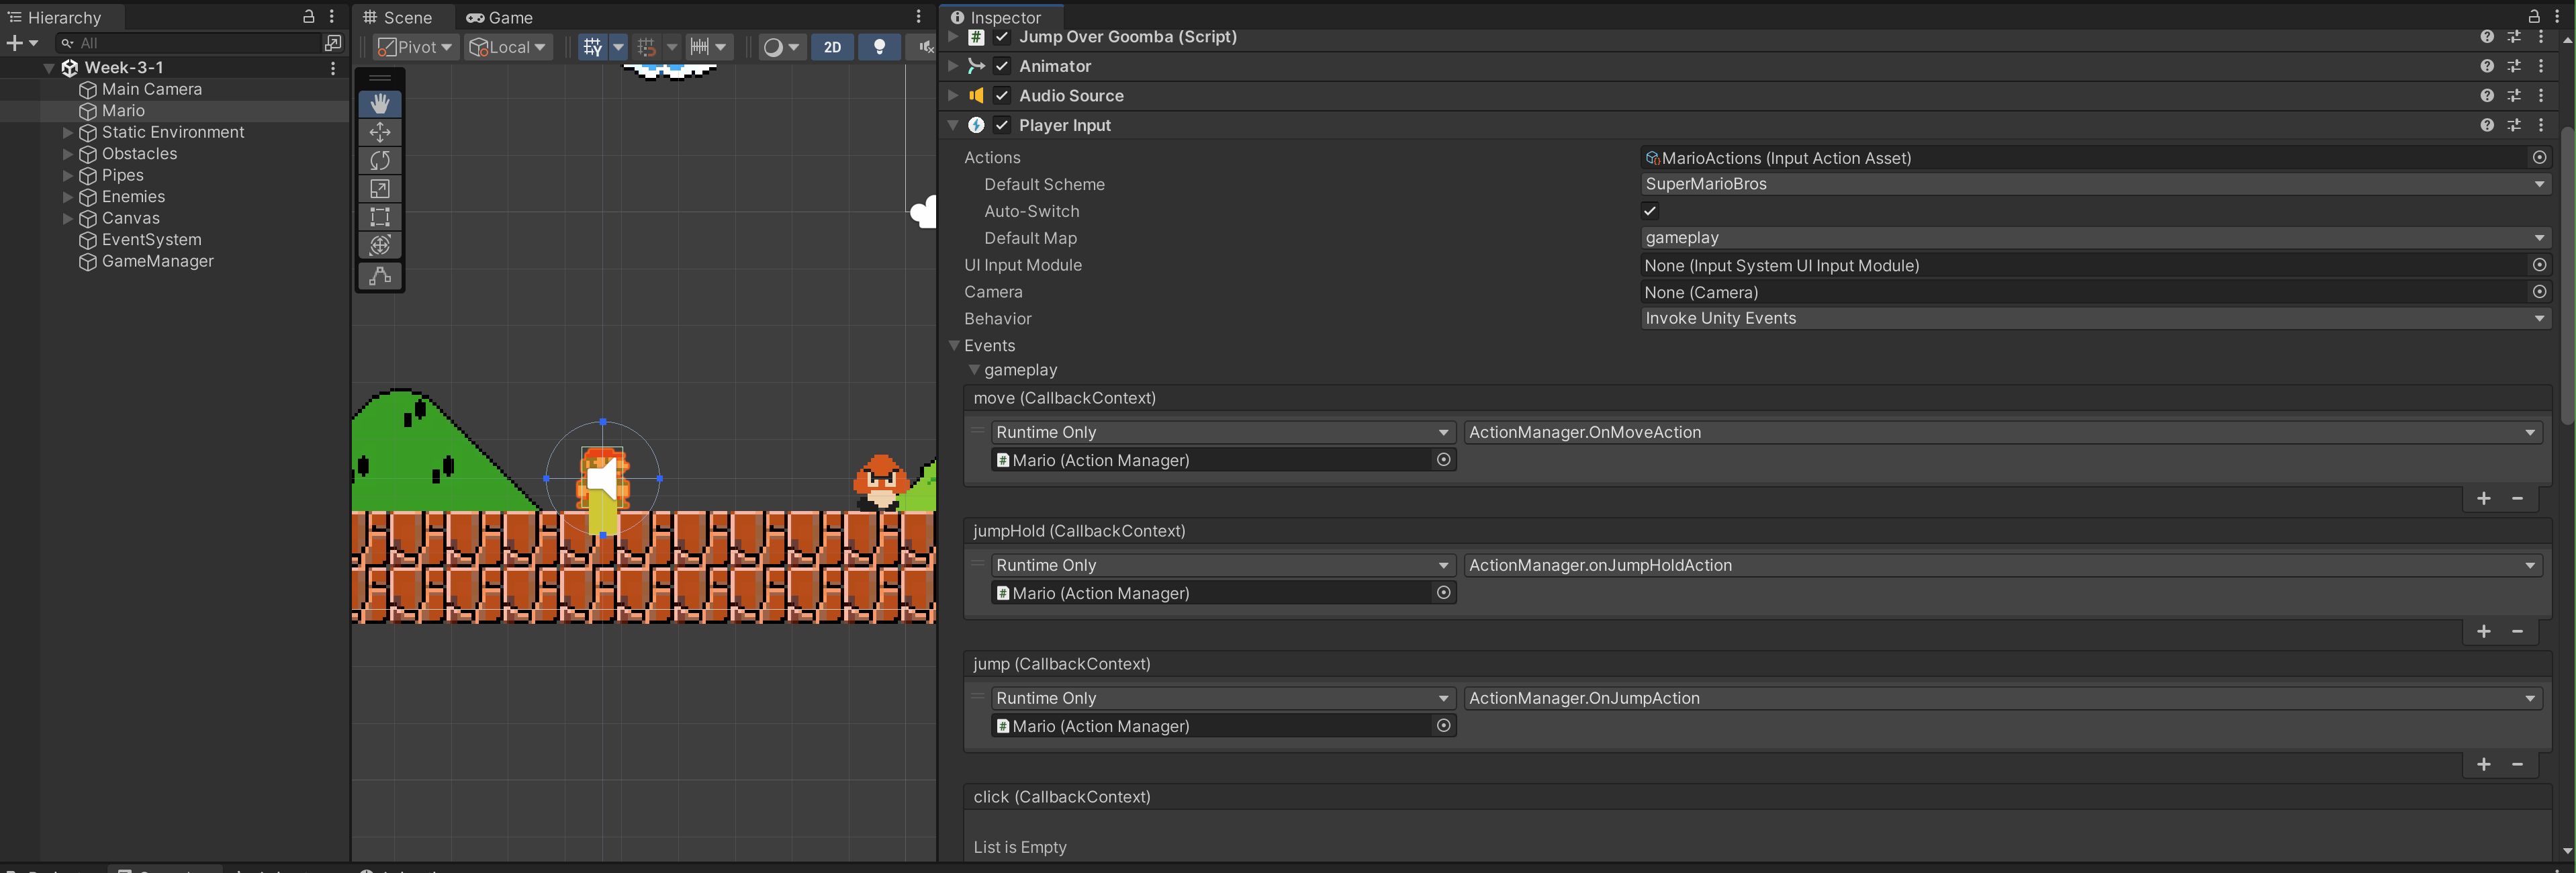 Hierarchy
All
Week-3-1
Main Camera
Mario
Static Environment
Obstacles
Pipes
Enemies
Canvas
EventSystem
GameManager
Scene
Game
Pivot
Local
2D
Inspector
Jump Over Goomba (Script)
Animator
Audio Source
Player Input
Actions
MarioActions (Input Action Asset)
Default Scheme
SuperMarioBros
Auto-Switch
Default Map
gameplay
UI Input Module
None (Input System UI Input Module)
Camera
None (Camera)
Behavior
Invoke Unity Events
Events
gameplay
move (CallbackContext)
Runtime Only
ActionManager.OnMoveAction
Mario (Action Manager)
jumpHold (CallbackContext)
Runtime Only
ActionManager.onJumpHoldAction
Mario (Action Manager)
jump (CallbackContext)
Runtime Only
ActionManager.OnJumpAction
Mario (Action Manager)
click (CallbackContext)
List is Empty